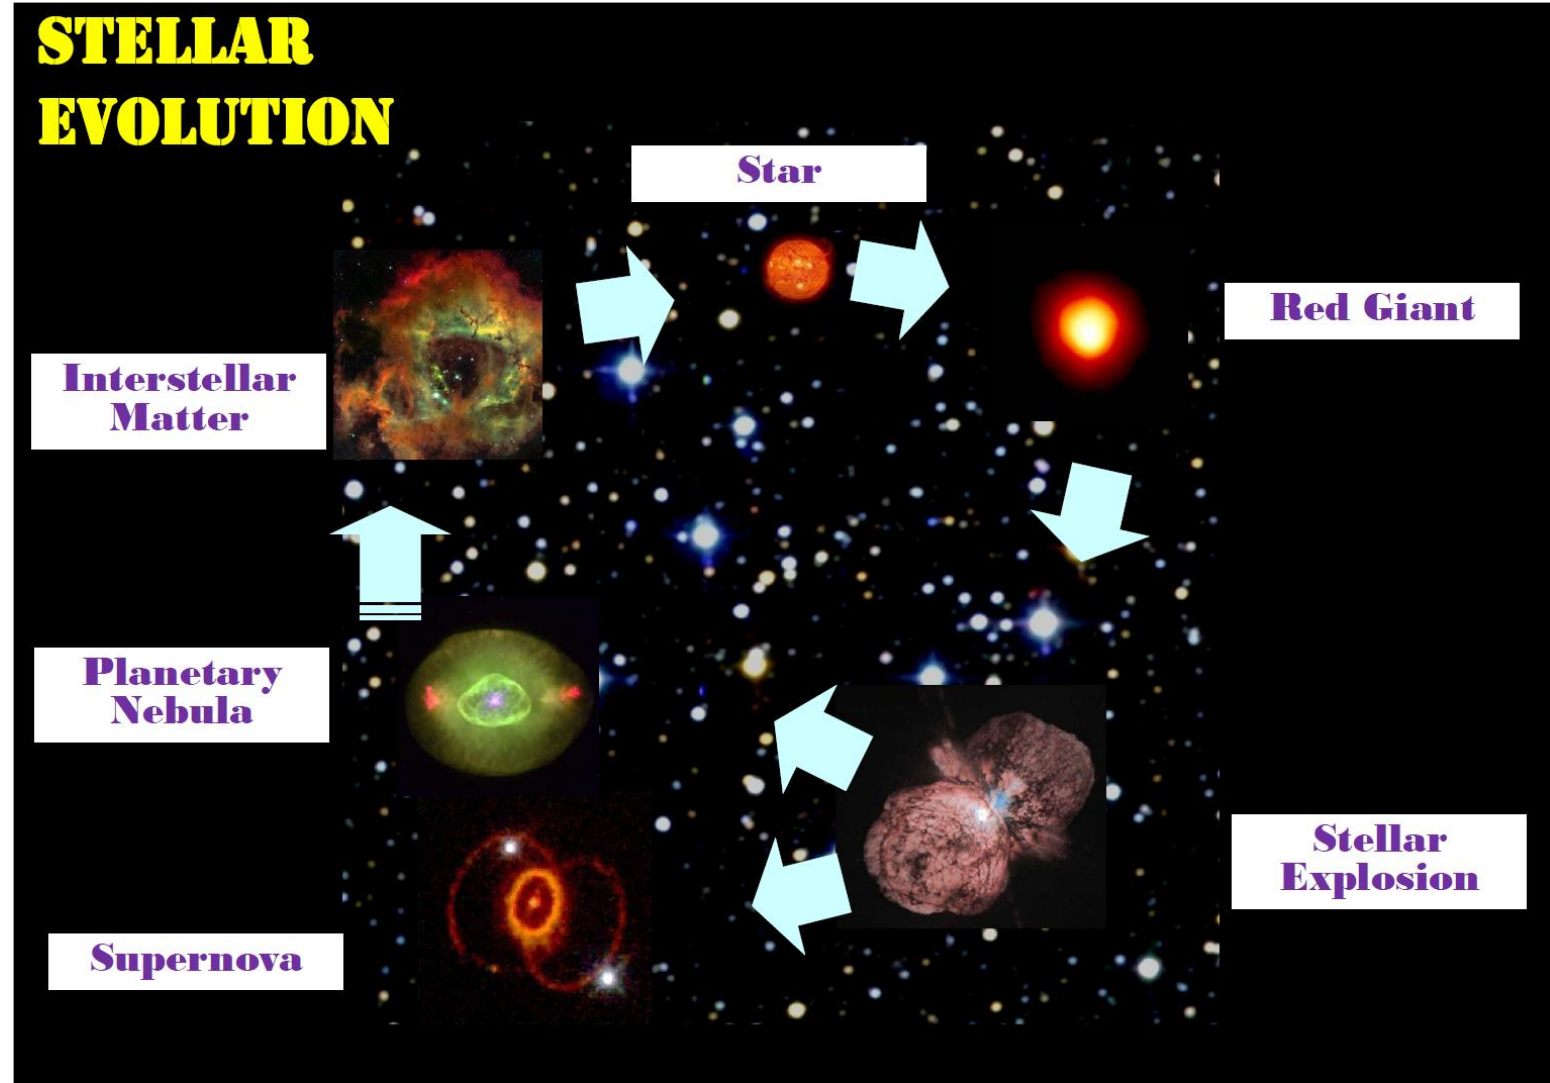 STELLAR
EVOLUTION
Star
Red Giant
Interstellar
Matter
Planetary
Nebula
Stellar
Explosion
Supernova